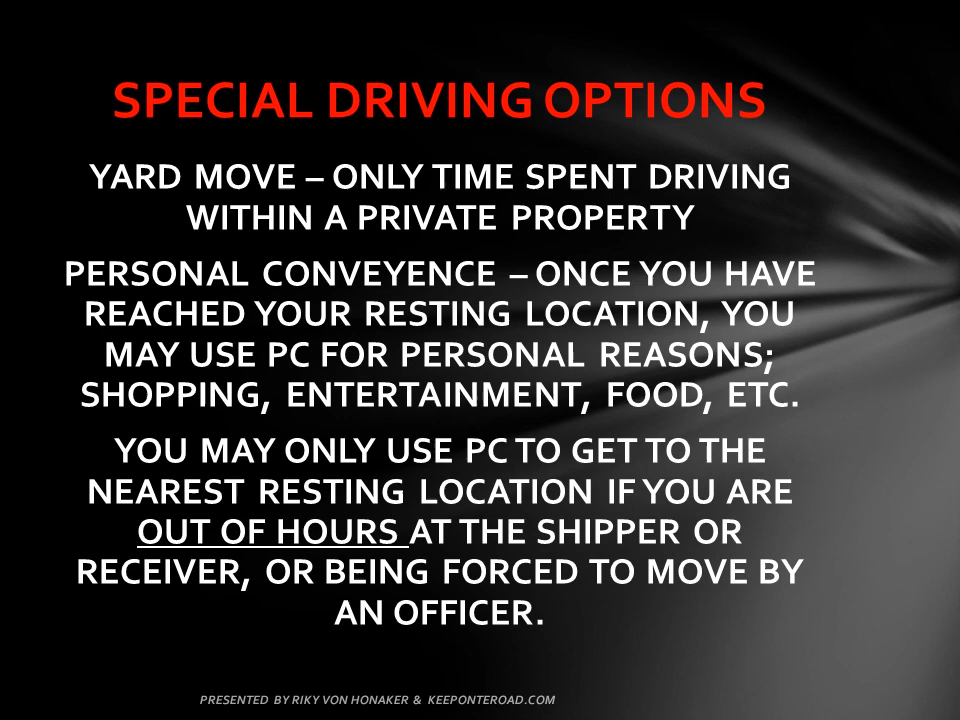 SPECIAL DRIVING OPTIONS
YARD MOVE – ONLY TIME SPENT DRIVING
WITHIN A PRIVATE PROPERTY
PERSONAL CONVEYENCE – ONCE YOU HAVE
REACHED YOUR RESTING LOCATION, YOU
MAY USE PC FOR PERSONAL REASONS;
SHOPPING, ENTERTAINMENT, FOOD, ETC.
YOU MAY ONLY USE PC TO GET TO THE
NEAREST RESTING LOCATION IF YOU ARE
OUT OF HOURS AT THE SHIPPER OR
RECEIVER, OR BEING FORCED TO MOVE BY
AN OFFICER.
PRESENTED BY RIKY VON HONAKER & KEEPONTEROAD.COM